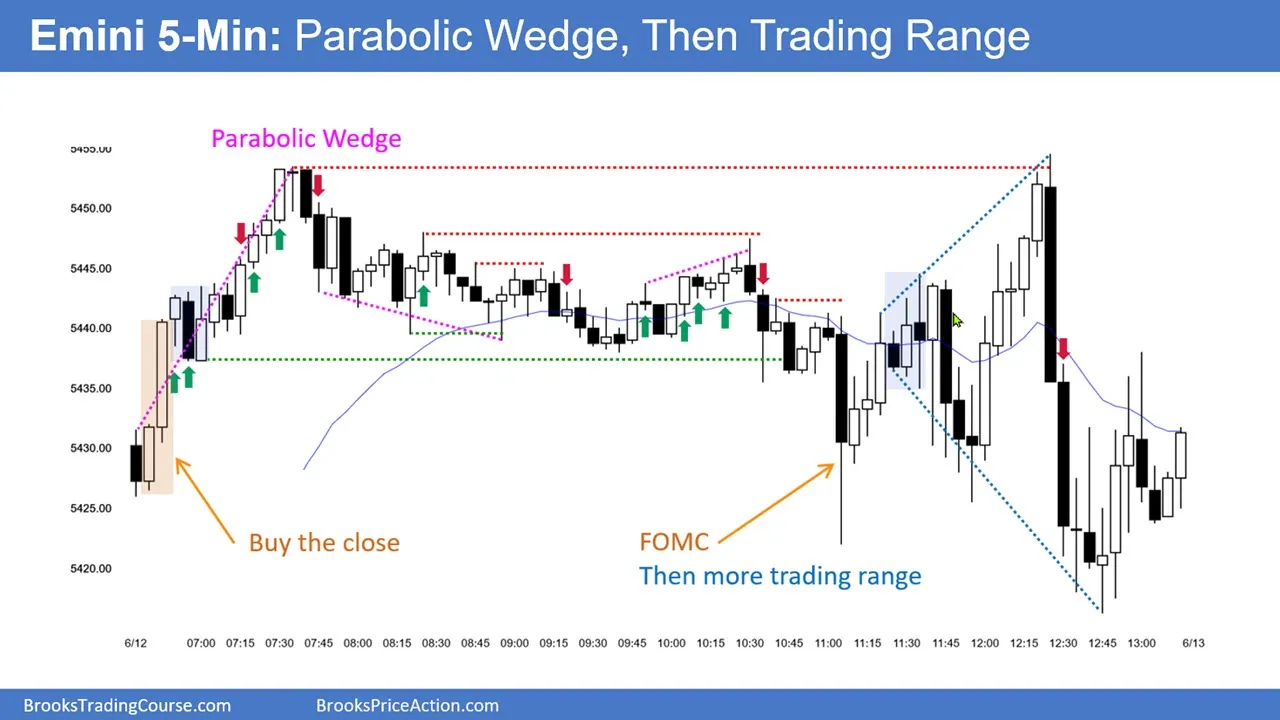 Emini 5-Min: Parabolic Wedge, Then Trading Range
Parabolic Wedge
5455.00
5450.00
5445.00
5440.00
5435.00
5430.00
5425.00
5420.00
Buy the close
FOMC
Then more trading range
6/12 07:00 07:15 07:30 07:45 08:00 08:15 08:30 08:45 09:00 09:15 09:30 09:45 10:00 10:15 10:30 10:45 11:00 11:15 11:30 11:45 12:00 12:15 12:30 12:45 13:00 6/13
BrooksTradingCourse.com BrooksPriceAction.com